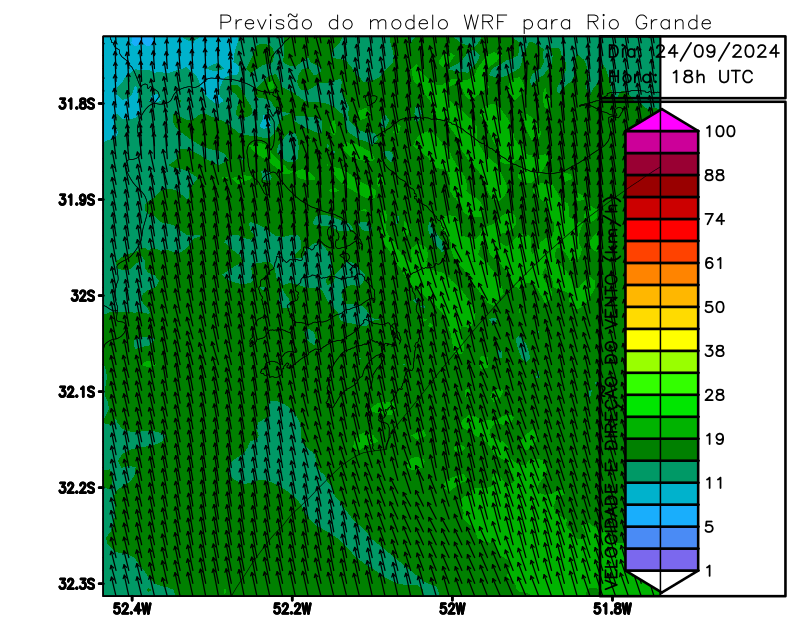 Previsão do modelo WRF para Rio Grande
Dia: 24/09/2024
Hora: 18h UTC
31.8S
31.9S
32S
32.1S
32.2S
32.3S
52.4W
52.2W
52W
51.8W
VELOCIDADE E DIREÇÃO DO VENTO (km/h)
100
88
74
61
50
38
28
19
11
5
1